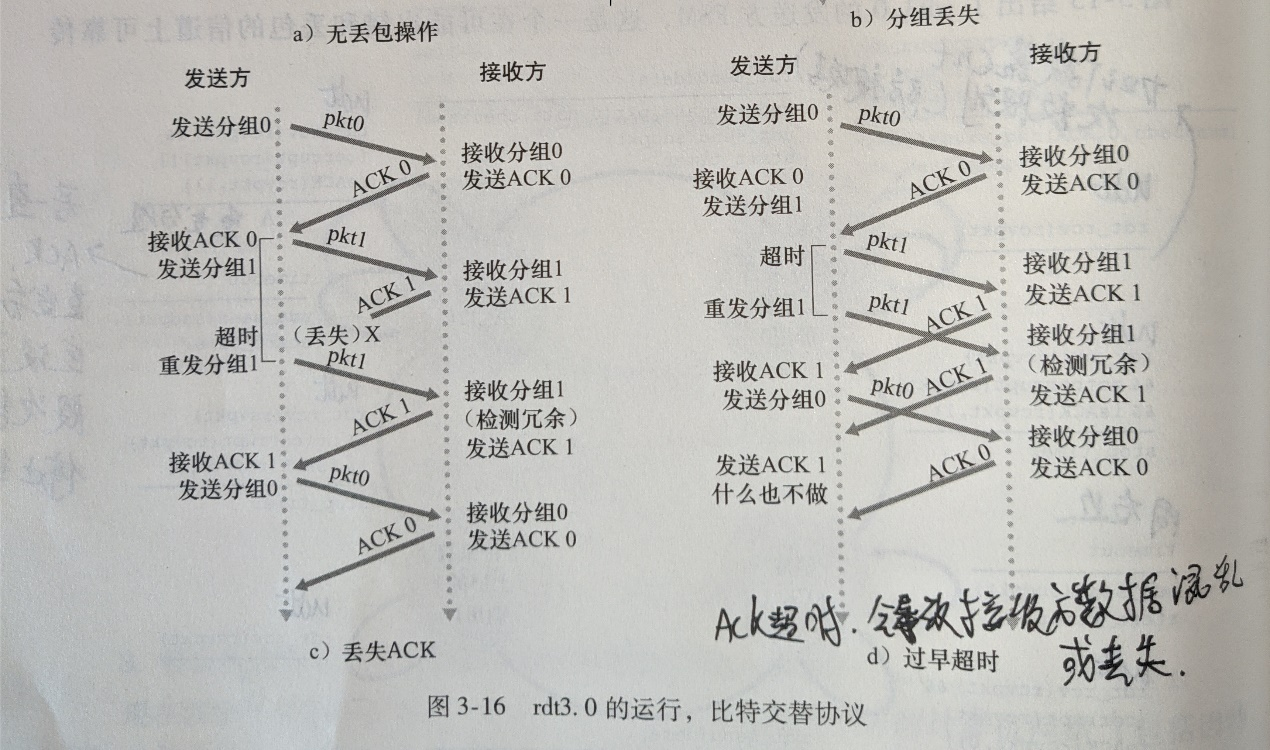 a）无丢包操作
b）分组丢失
发送方
接收方
发送分组0
pkt0
接收分组0
发送ACK 0
ACK 0
接收ACK 0
发送分组1
pkt1
接收分组1
发送ACK 1
ACK 1
（丢失）X
超时
重发分组1
pkt1
接收分组1
（检测冗余）
发送ACK 1
ACK 1
接收ACK 1
发送分组0
pkt0
接收分组0
发送ACK 0
ACK 0
c）丢失ACK
发送方
接收方
发送分组0
pkt0
接收分组0
发送ACK 0
ACK 0
接收ACK 0
发送分组1
pkt1
接收分组1
发送ACK 1
超时
重发分组1
pkt1
ACK 1
接收分组1
（检测冗余）
发送ACK 1
接收ACK 1
发送分组0
pkt0
ACK 1
接收分组0
发送ACK 0
ACK 0
发送ACK 1
什么也不做
Ack超时. 会导致接收方数据混乱
或丢失.
d）过早超时
图 3-16 rdt3. 0 的运行，比特交替协议